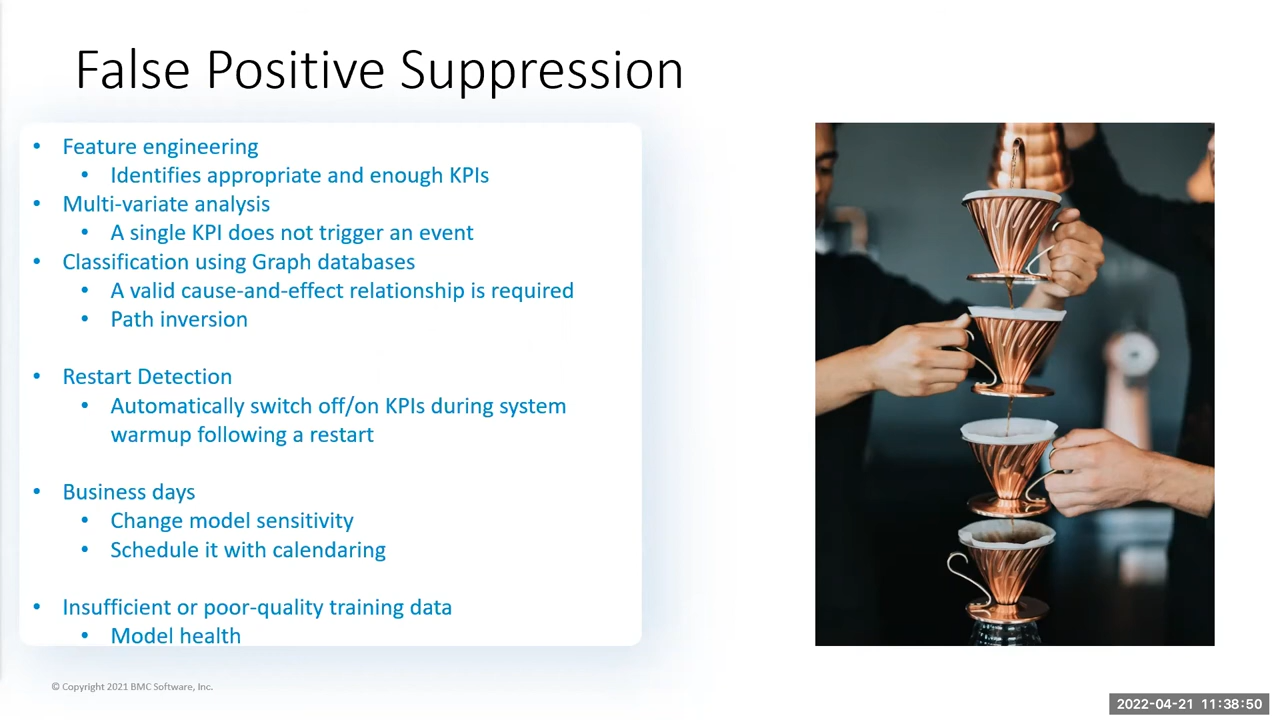 False Positive Suppression
• Feature engineering
• Identifies appropriate and enough KPIs
• Multi-variate analysis
• A single KPI does not trigger an event
• Classification using Graph databases
• A valid cause-and-effect relationship is required
• Path inversion
• Restart Detection
• Automatically switch off/on KPIs during system
warmup following a restart
• Business days
• Change model sensitivity
• Schedule it with calendaring
• Insufficient or poor-quality training data
• Model health
© Copyright 2021 BMC Software, Inc.
2022-04-21 11:38:50